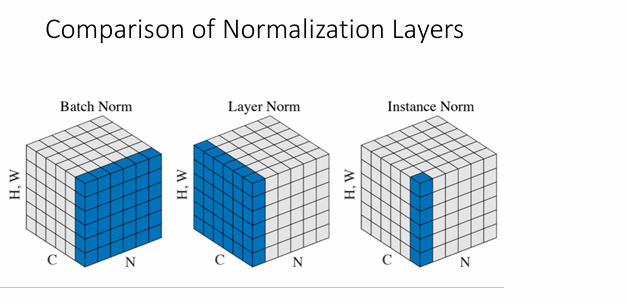 Comparison of Normalization Layers
Batch Norm
Layer Norm
Instance Norm
H, W
H, W
H, W
C
N
C
N
C
N